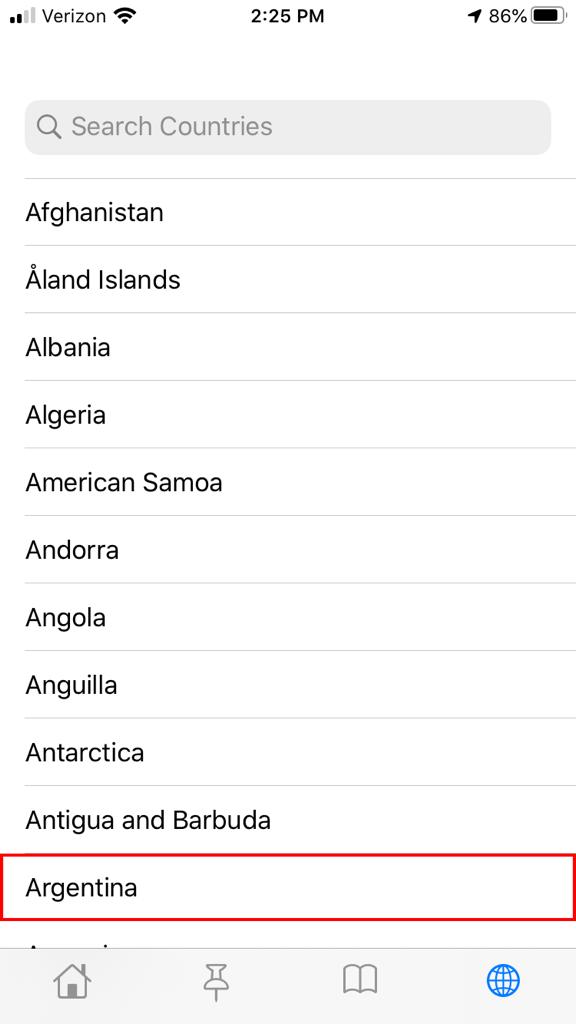 Verizon 2:25 PM 86%
Search Countries
Afghanistan
Åland Islands
Albania
Algeria
American Samoa
Andorra
Angola
Anguilla
Antarctica
Antigua and Barbuda
Argentina